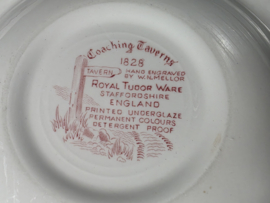 Coaching Taverns
1828
TAVERN HAND ENGRAVED
BY W.N.MELLOR
ROYAL TUDOR WARE
STAFFORDSHIRE
ENGLAND
PRINTED UNDERGLAZE
PERMANENT COLOURS
DETERGENT PROOF